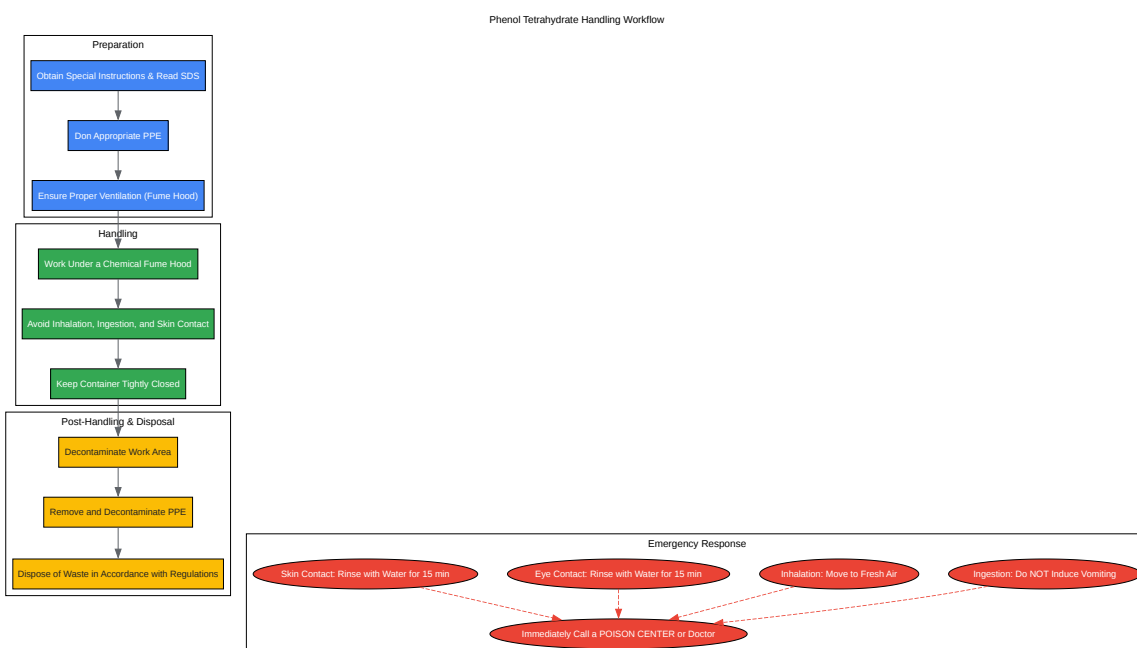 Phenol Tetrahydrate Handling Workflow
Preparation
Obtain Special Instructions & Read SDS
Don Appropriate PPE
Ensure Proper Ventilation (Fume Hood)
Handling
Work Under a Chemical Fume Hood
Avoid Inhalation, Ingestion, and Skin Contact
Keep Container Tightly Closed
Post-Handling & Disposal
Decontaminate Work Area
Remove and Decontaminate PPE
Dispose of Waste in Accordance with Regulations
Emergency Response
Skin Contact: Rinse with Water for 15 min
Eye Contact: Rinse with Water for 15 min
Inhalation: Move to Fresh Air
Ingestion: Do NOT Induce Vomiting
Immediately Call a POISON CENTER or Doctor